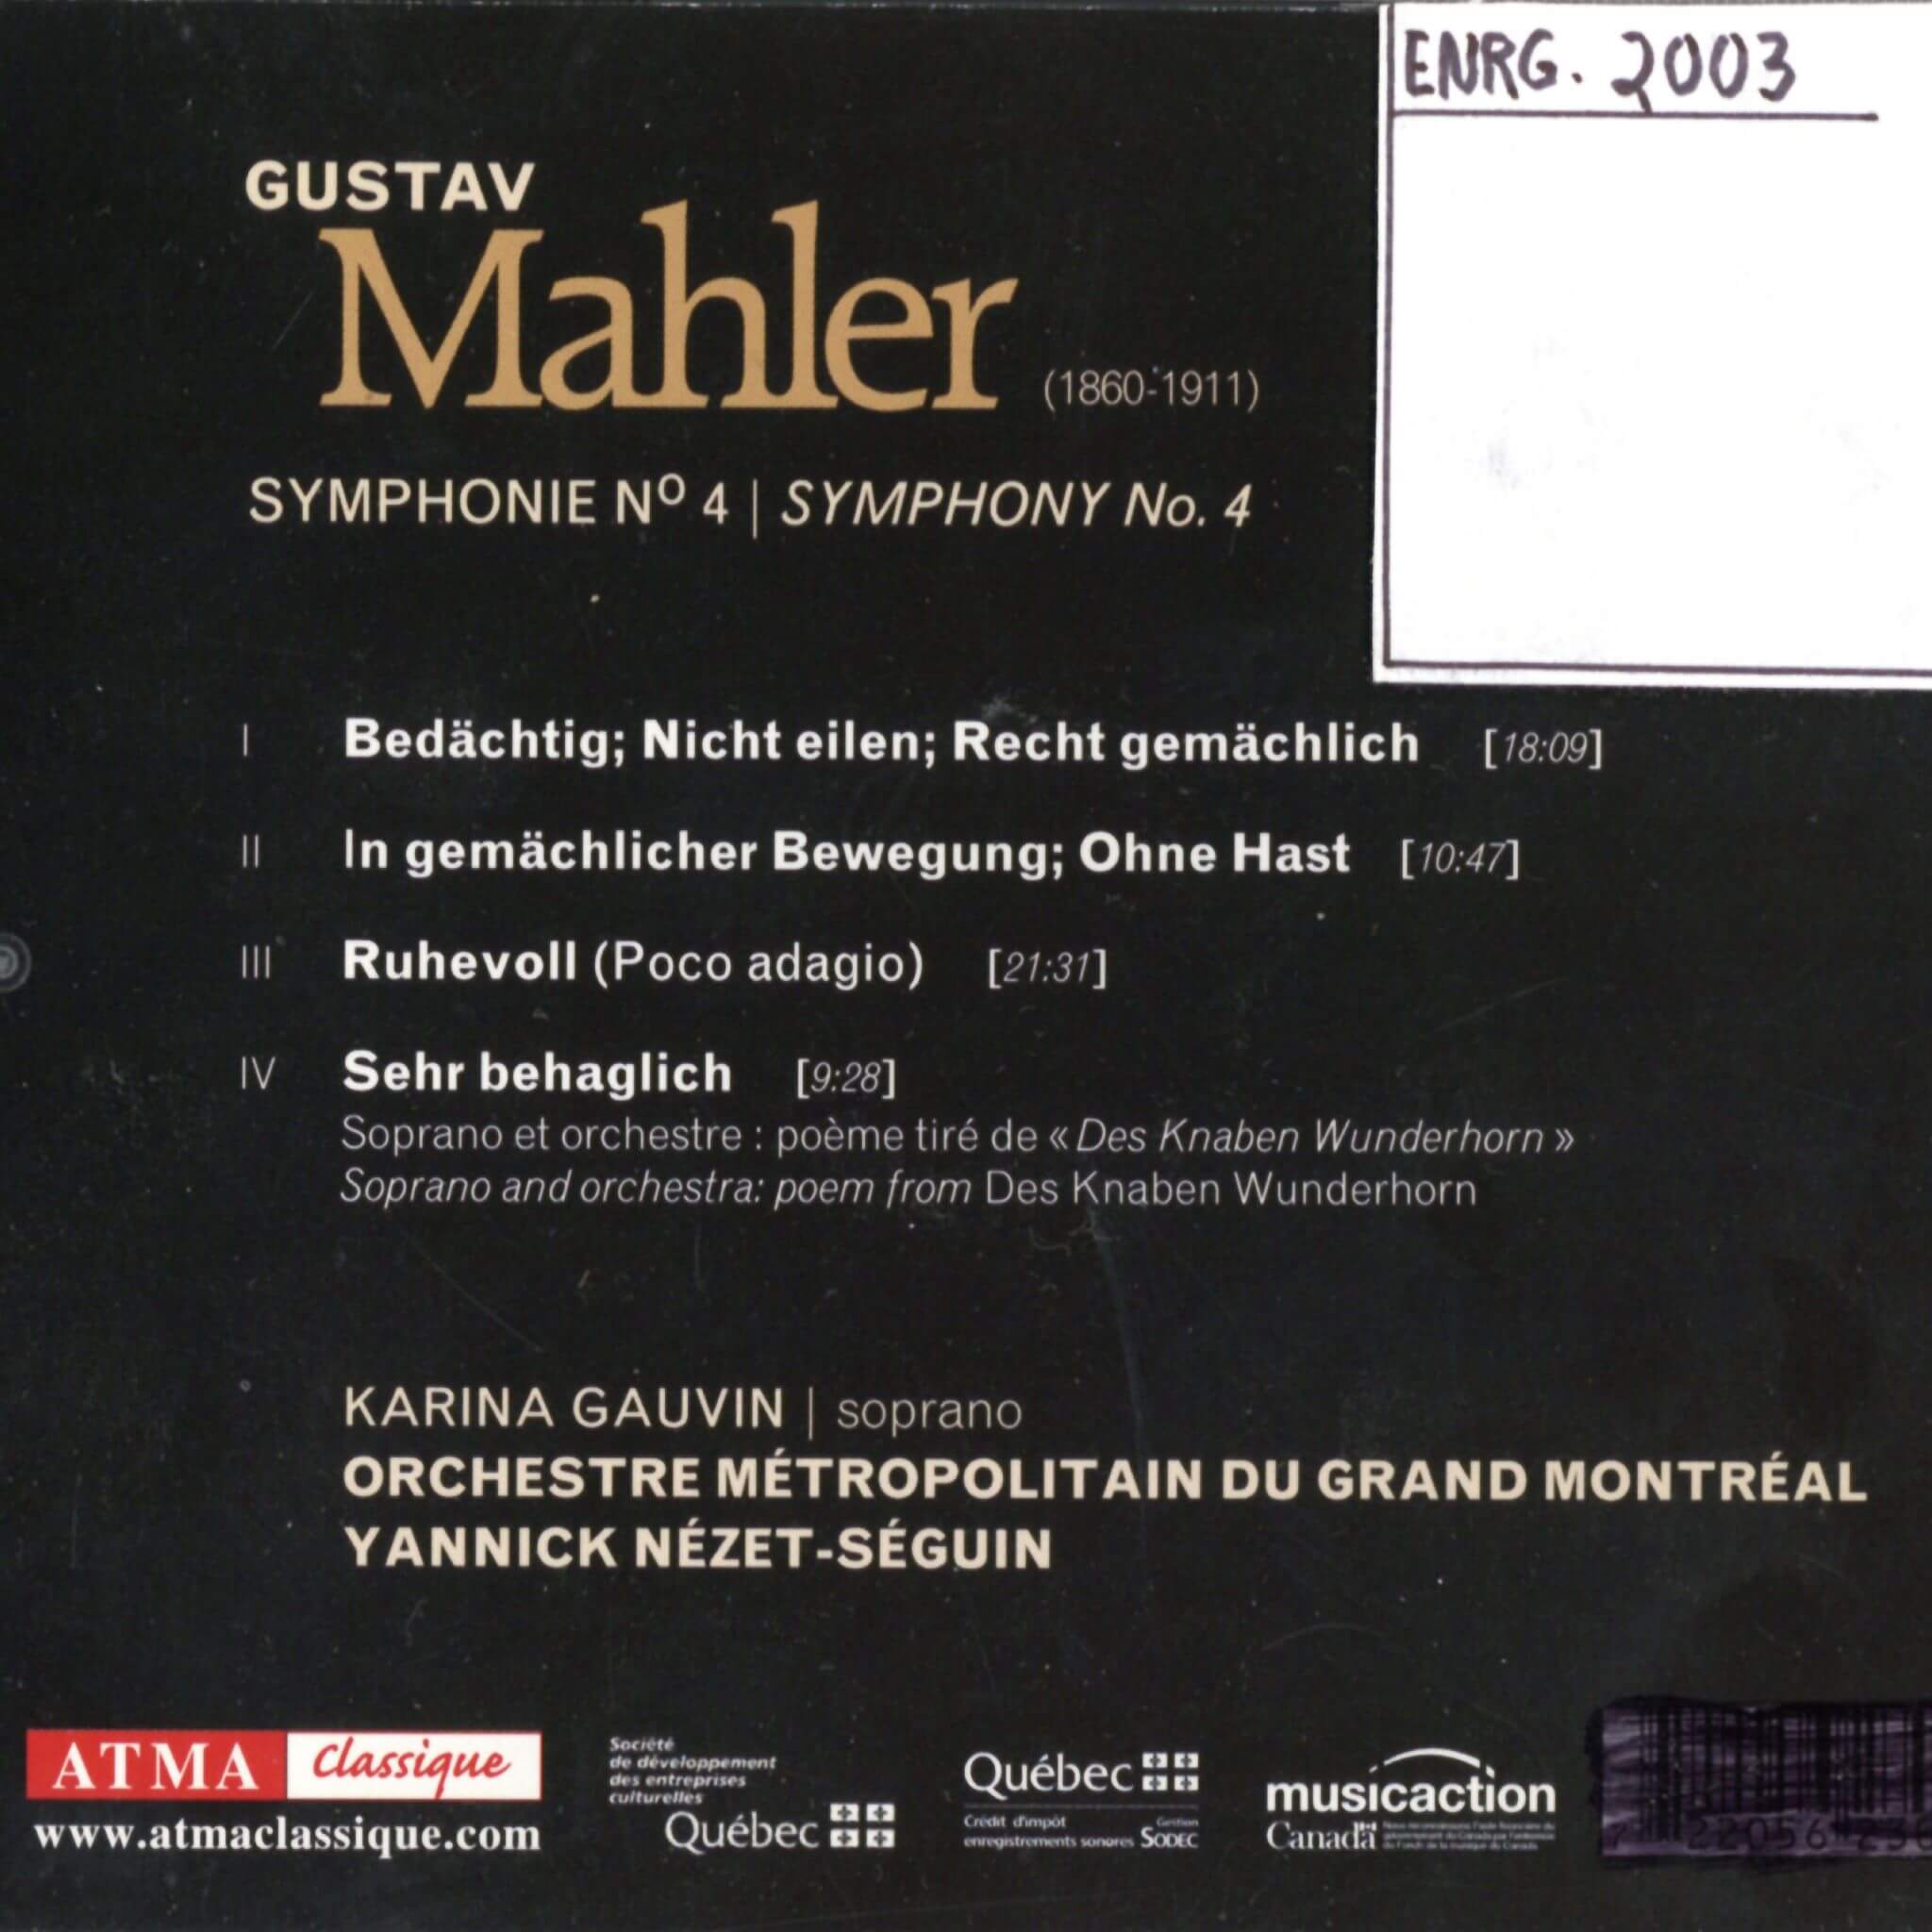 ENRG. 2003
GUSTAV
Mahler (1860-1911)
SYMPHONIE Nº 4 | SYMPHONY No. 4
I Bedächtig; Nicht eilen; Recht gemächlich [18:09]
II In gemächlicher Bewegung; Ohne Hast [10:47]
III Ruhevoll (Poco adagio) [21:31]
IV Sehr behaglich [9:28]
Soprano et orchestre : poème tiré de « Des Knaben Wunderhorn »
Soprano and orchestra: poem from Des Knaben Wunderhorn
KARINA GAUVIN | soprano
ORCHESTRE MÉTROPOLITAIN DU GRAND MONTRÉAL
YANNICK NÉZET-SÉGUIN
ATMA Classique
www.atmaclassique.com
Société
de développement
des entreprises
culturelles
Québec
Québec
Crédit d'impôt Gestion
enregistrements sonores SODEC
musicaction
Canada